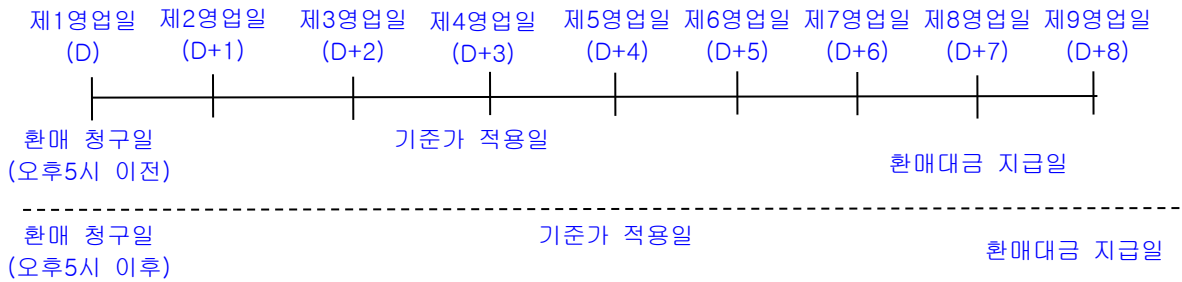 제1영업일 제2영업일 제3영업일 제4영업일 제5영업일 제6영업일 제7영업일 제8영업일 제9영업일
(D) (D+1) (D+2) (D+3) (D+4) (D+5) (D+6) (D+7) (D+8)
환매 청구일 기준가 적용일
(오후5시 이전) 환매대금 지급일
환매 청구일 기준가 적용일
(오후5시 이후) 환매대금 지급일